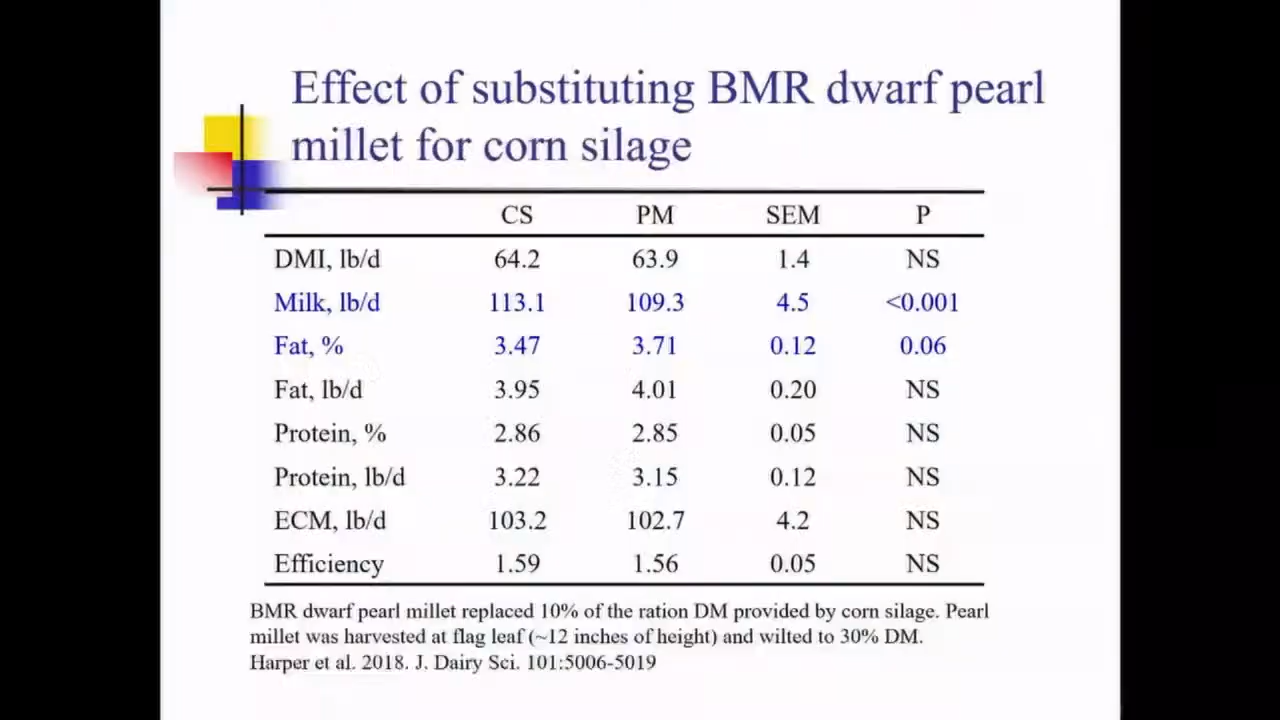 Effect of substituting BMR dwarf pearl
millet for corn silage
CS PM SEM P
DMI, lb/d 64.2 63.9 1.4 NS
Milk, lb/d 113.1 109.3 4.5 <0.001
Fat, % 3.47 3.71 0.12 0.06
Fat, lb/d 3.95 4.01 0.20 NS
Protein, % 2.86 2.85 0.05 NS
Protein, lb/d 3.22 3.15 0.12 NS
ECM, lb/d 103.2 102.7 4.2 NS
Efficiency 1.59 1.56 0.05 NS
BMR dwarf pearl millet replaced 10% of the ration DM provided by corn silage. Pearl
millet was harvested at flag leaf (~12 inches of height) and wilted to 30% DM.
Harper et al. 2018. J. Dairy Sci. 101:5006-5019